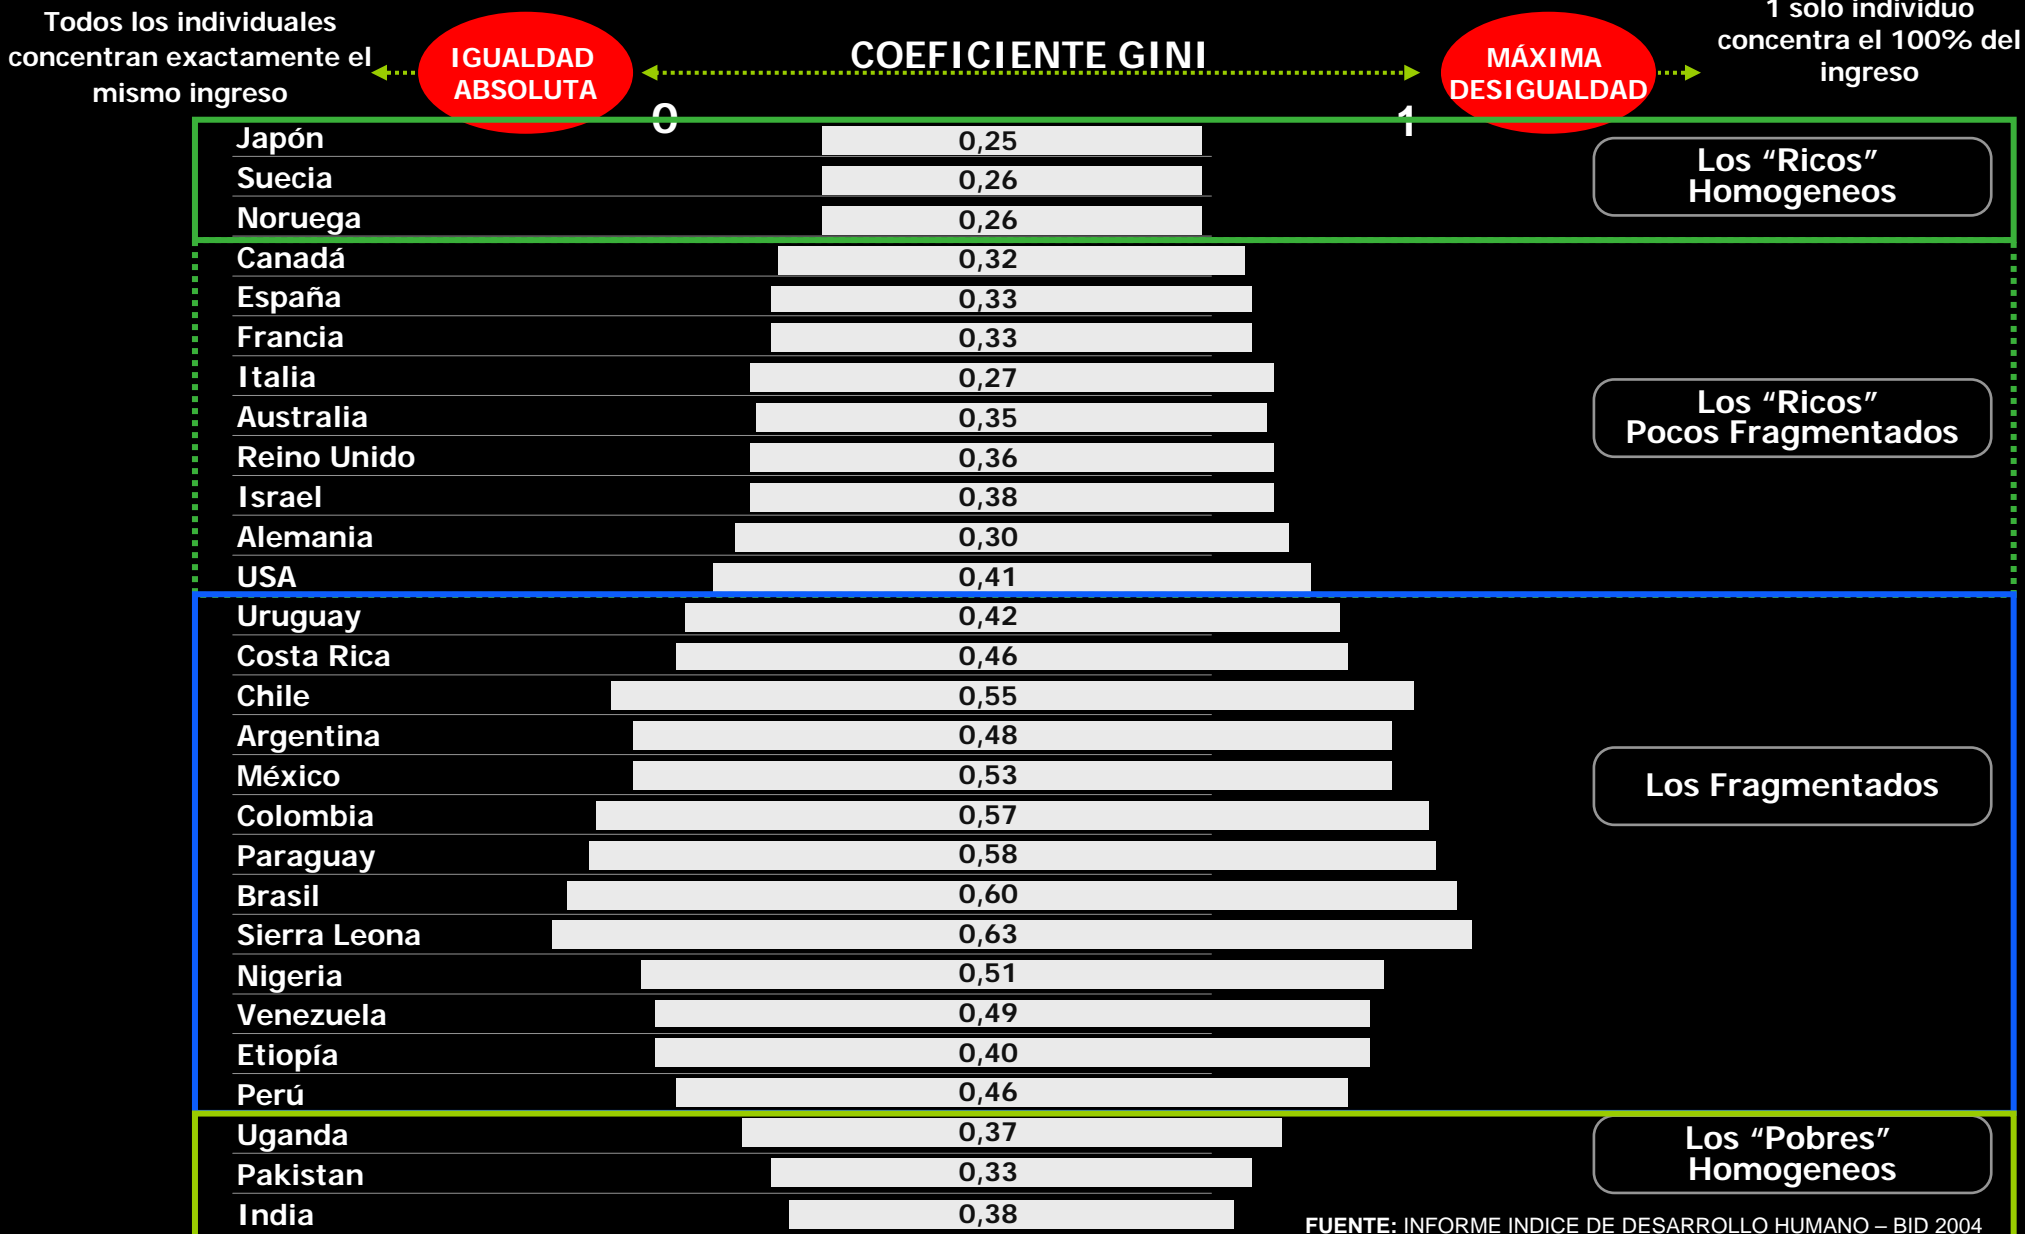 Todos los individuales
concentran exactamente el
mismo ingreso
IGUALDAD
ABSOLUTA
COEFICIENTE GINI
0
1
MÁXIMA
DESIGUALDAD
1 solo individuo
concentra el 100% del
ingreso
Japón 0,25
Suecia 0,26
Noruega 0,26
Los “Ricos”
Homogeneos
Canadá 0,32
España 0,33
Francia 0,33
Italia 0,27
Australia 0,35
Reino Unido 0,36
Israel 0,38
Alemania 0,30
USA 0,41
Los “Ricos”
Pocos Fragmentados
Uruguay 0,42
Costa Rica 0,46
Chile 0,55
Argentina 0,48
México 0,53
Colombia 0,57
Paraguay 0,58
Brasil 0,60
Sierra Leona 0,63
Nigeria 0,51
Venezuela 0,49
Etiopía 0,40
Perú 0,46
Los Fragmentados
Uganda 0,37
Pakistan 0,33
India 0,38
Los “Pobres”
Homogeneos
FUENTE: INFORME INDICE DE DESARROLLO HUMANO – BID 2004